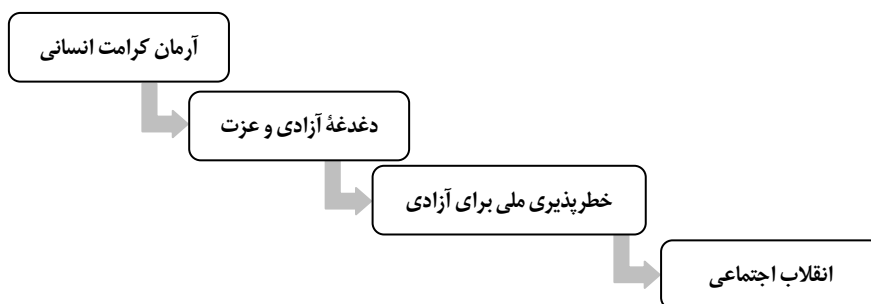 آرمان کرامت انسانی
دغدغهٔ آزادی و عزت
خطرپذیری ملی برای آزادی
انقلاب اجتماعی